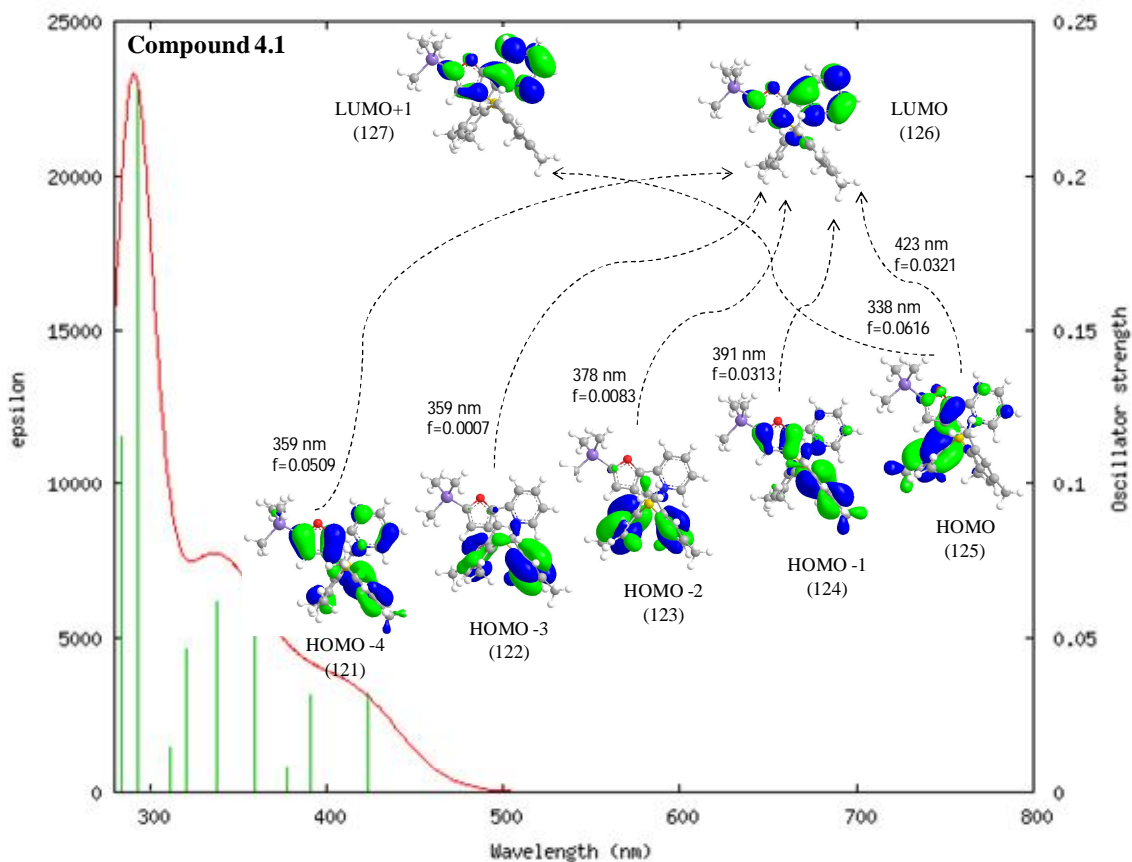 Compound 4.1
25000
20000
15000
10000
5000
0
epsilon
0.25
0.2
0.15
0.1
0.05
0
Oscillator strength
300
400
500
600
700
800
Wavelength (nm)
LUMO+1
(127)
LUMO
(126)
423 nm
f=0.0321
338 nm
f=0.0616
391 nm
f=0.0313
378 nm
f=0.0083
359 nm
f=0.0007
359 nm
f=0.0509
HOMO
(125)
HOMO -1
(124)
HOMO -2
(123)
HOMO -3
(122)
HOMO -4
(121)